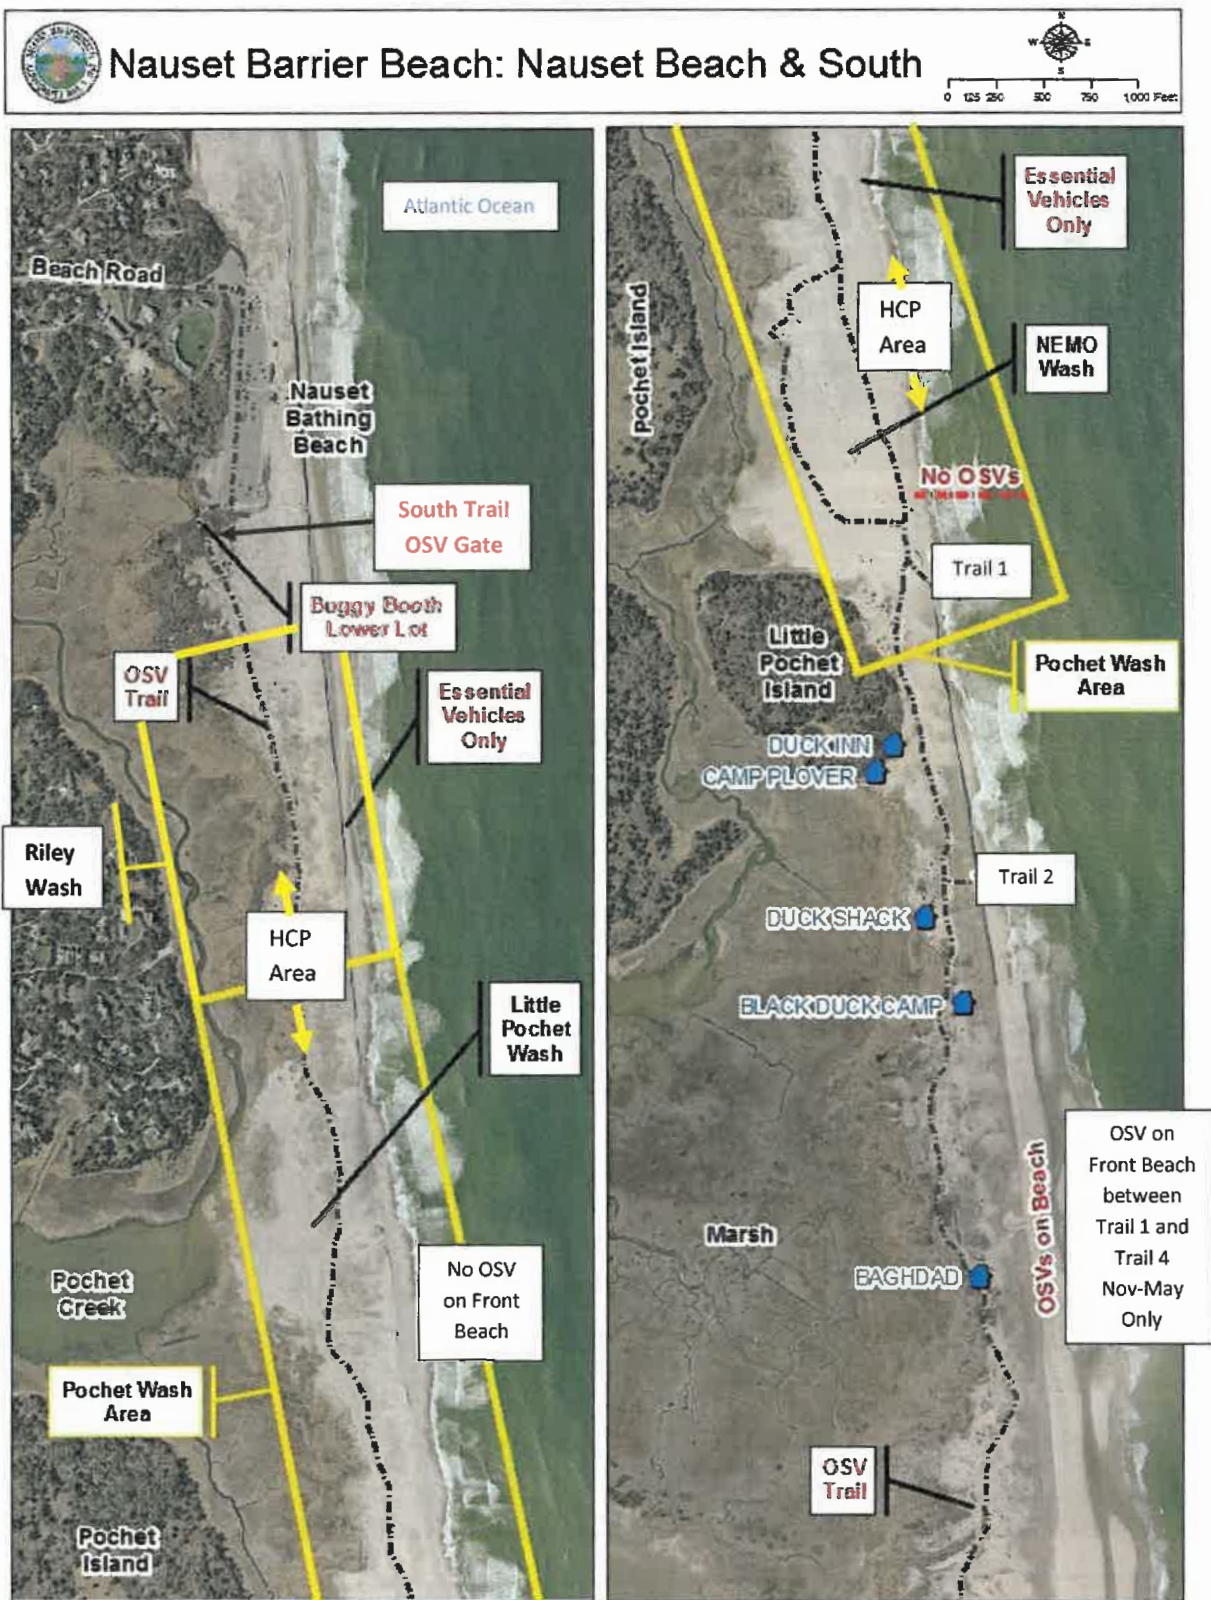 Nauset Barrier Beach: Nauset Beach & South
N
W
E
S
0 125 250 500 750 1,000 Feet
Atlantic Ocean
Beach Road
Nauset
Bathing
Beach
South Trail
OSV Gate
Buggy Booth
Lower Lot
OSV
Trail
Essential
Vehicles
Only
Riley
Wash
HCP
Area
Little
Pochet
Wash
No OSV
on Front
Beach
Pochet
Creek
Pochet Wash
Area
Pochet
Island
Essential
Vehicles
Only
Pochet Island
HCP
Area
NEMO
Wash
No OSVs
Trail 1
Little
Pochet
Island
Pochet Wash
Area
DUCK INN
CAMP PLOVER
Trail 2
DUCK SHACK
BLACK DUCK CAMP
OSVs on Beach
OSV on
Front Beach
between
Trail 1 and
Trail 4
Nov-May
Only
Marsh
BAGHDAD
OSV
Trail